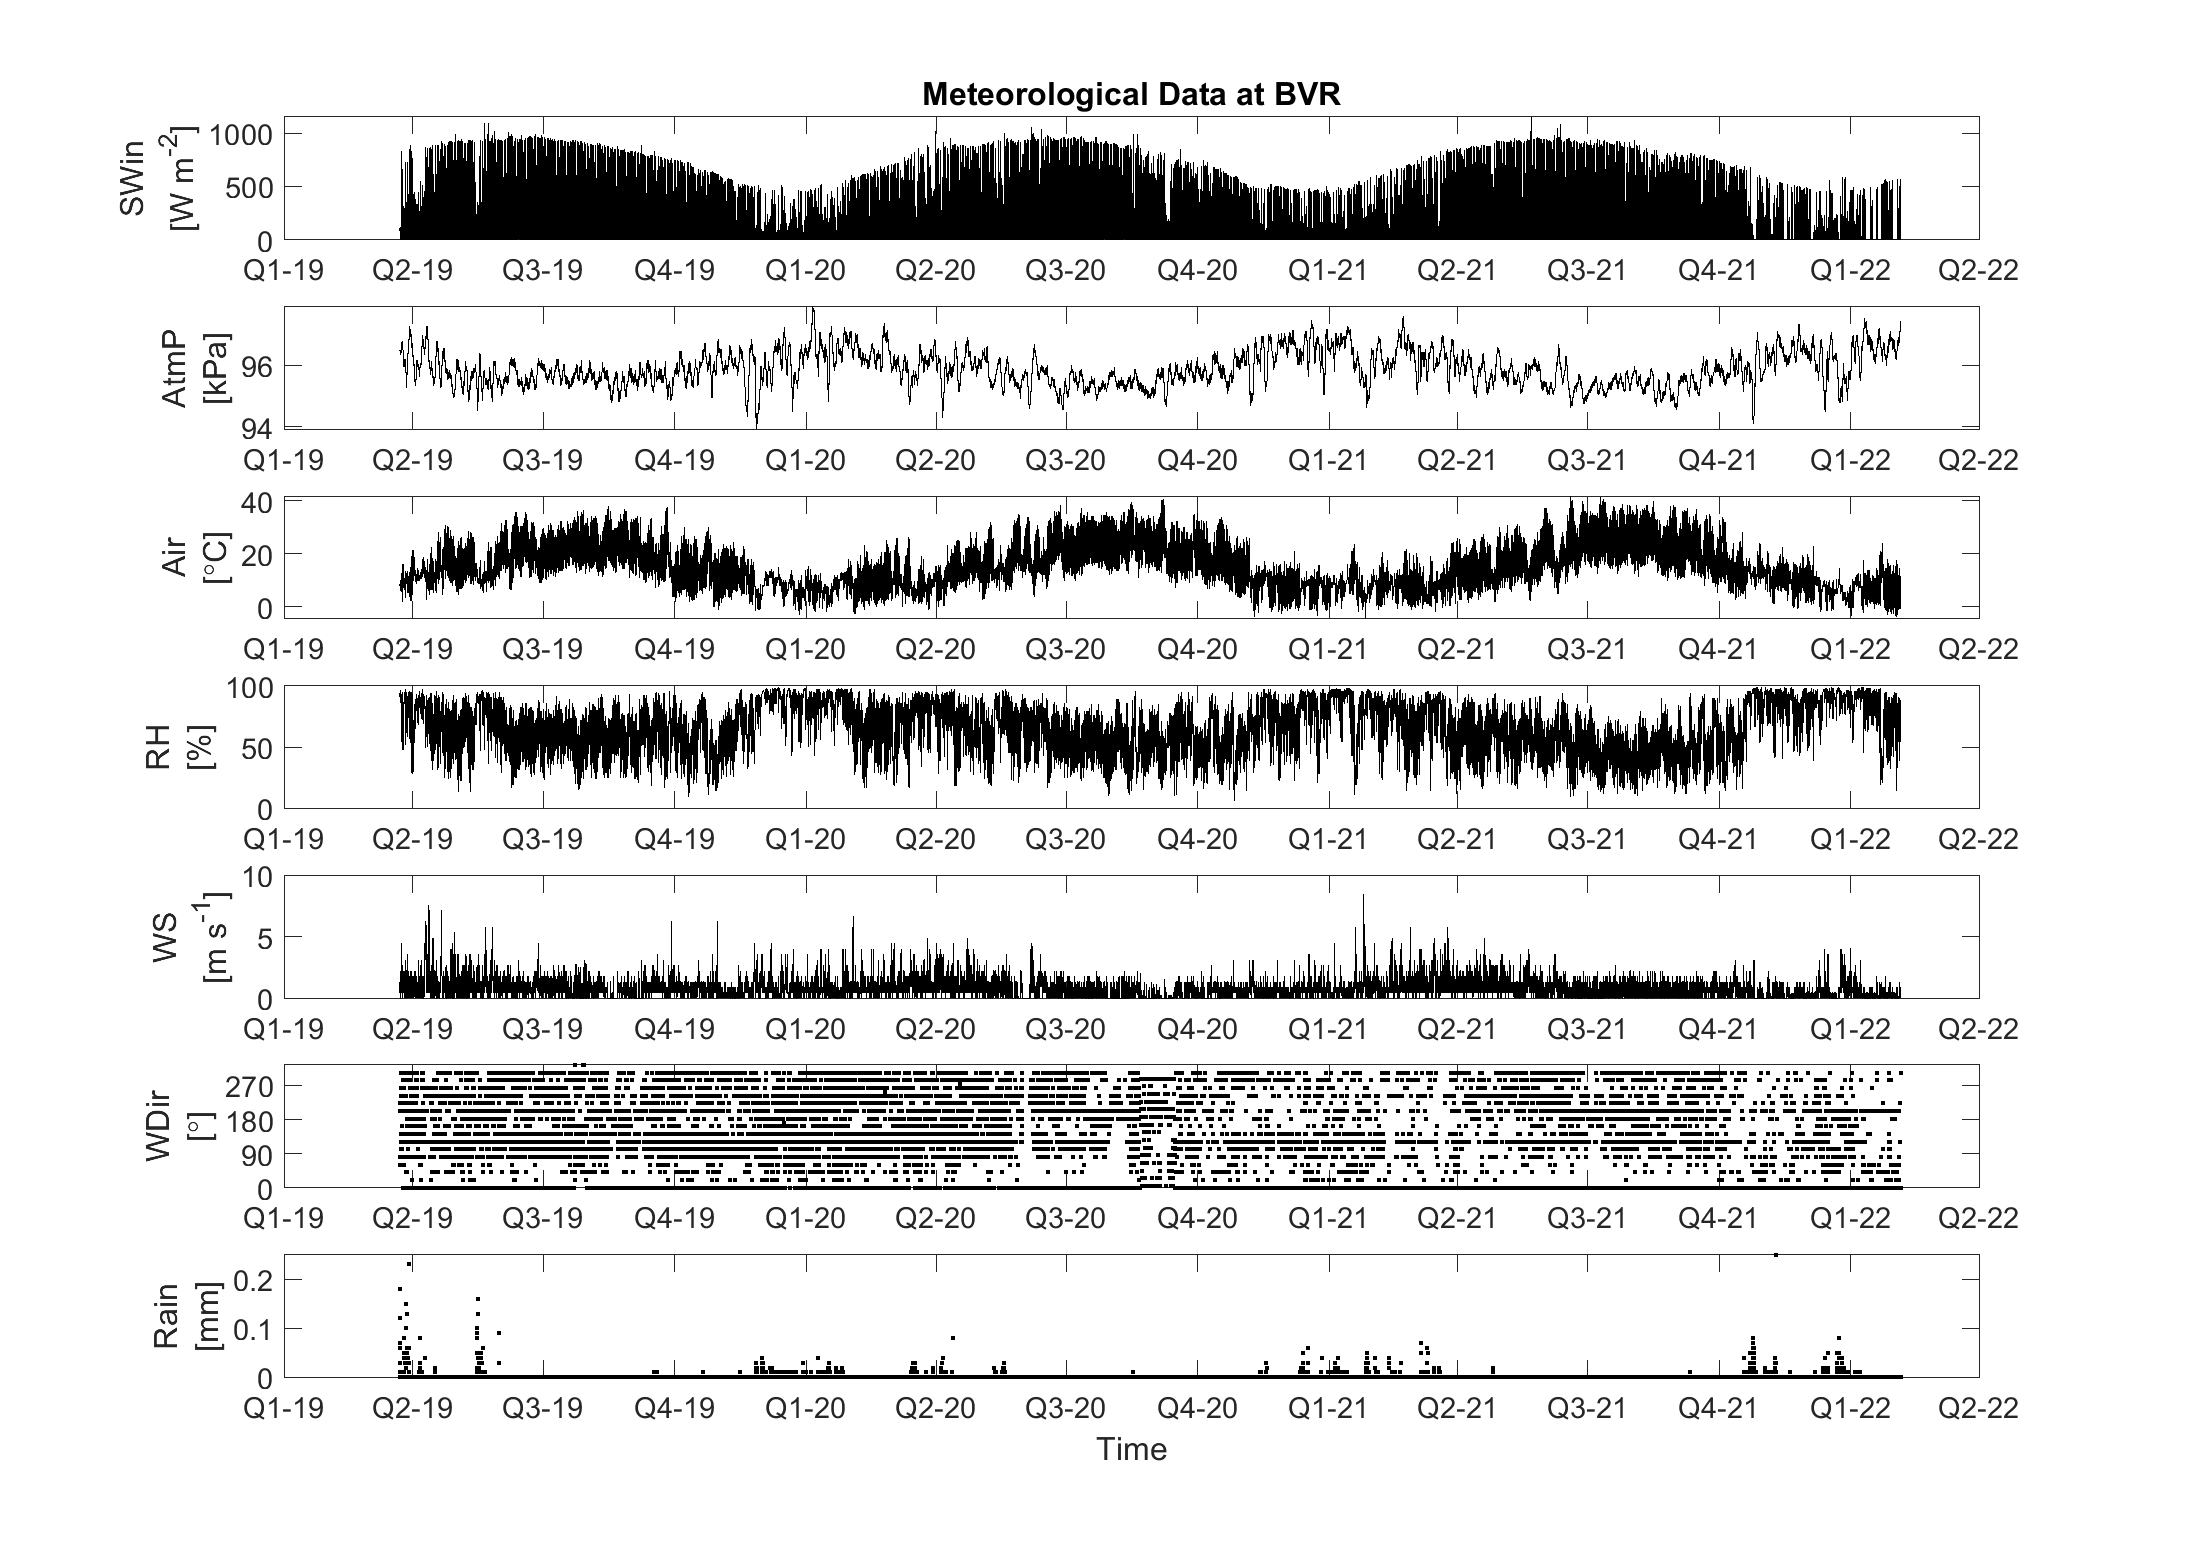 Meteorological Data at BVR
SWin
[W m⁻²]
1000
500
0
Q1-19 Q2-19 Q3-19 Q4-19 Q1-20 Q2-20 Q3-20 Q4-20 Q1-21 Q2-21 Q3-21 Q4-21 Q1-22 Q2-22
AtmP
[kPa]
96
94
Q1-19 Q2-19 Q3-19 Q4-19 Q1-20 Q2-20 Q3-20 Q4-20 Q1-21 Q2-21 Q3-21 Q4-21 Q1-22 Q2-22
Air
[°C]
40
20
0
Q1-19 Q2-19 Q3-19 Q4-19 Q1-20 Q2-20 Q3-20 Q4-20 Q1-21 Q2-21 Q3-21 Q4-21 Q1-22 Q2-22
RH
[%]
100
50
0
Q1-19 Q2-19 Q3-19 Q4-19 Q1-20 Q2-20 Q3-20 Q4-20 Q1-21 Q2-21 Q3-21 Q4-21 Q1-22 Q2-22
WS
[m s⁻¹]
10
5
0
Q1-19 Q2-19 Q3-19 Q4-19 Q1-20 Q2-20 Q3-20 Q4-20 Q1-21 Q2-21 Q3-21 Q4-21 Q1-22 Q2-22
WDir
[°]
270
180
90
0
Q1-19 Q2-19 Q3-19 Q4-19 Q1-20 Q2-20 Q3-20 Q4-20 Q1-21 Q2-21 Q3-21 Q4-21 Q1-22 Q2-22
Rain
[mm]
0.2
0.1
0
Q1-19 Q2-19 Q3-19 Q4-19 Q1-20 Q2-20 Q3-20 Q4-20 Q1-21 Q2-21 Q3-21 Q4-21 Q1-22 Q2-22
Time